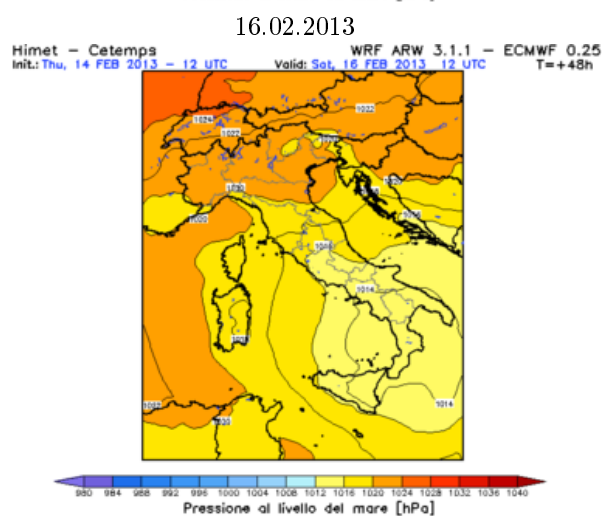 16.02.2013
Himet – Cetemps WRF ARW 3.1.1 – ECMWF 0.25
Init.: Thu, 14 FEB 2013 – 12 UTC Valid: Sat, 16 FEB 2013 12 UTC T=+48h
1022
1024
1022
1020
1016
1016
1014
1014
1020
980 984 988 992 996 1000 1004 1008 1012 1016 1020 1024 1028 1032 1036 1040
Pressione al livello del mare [hPa]